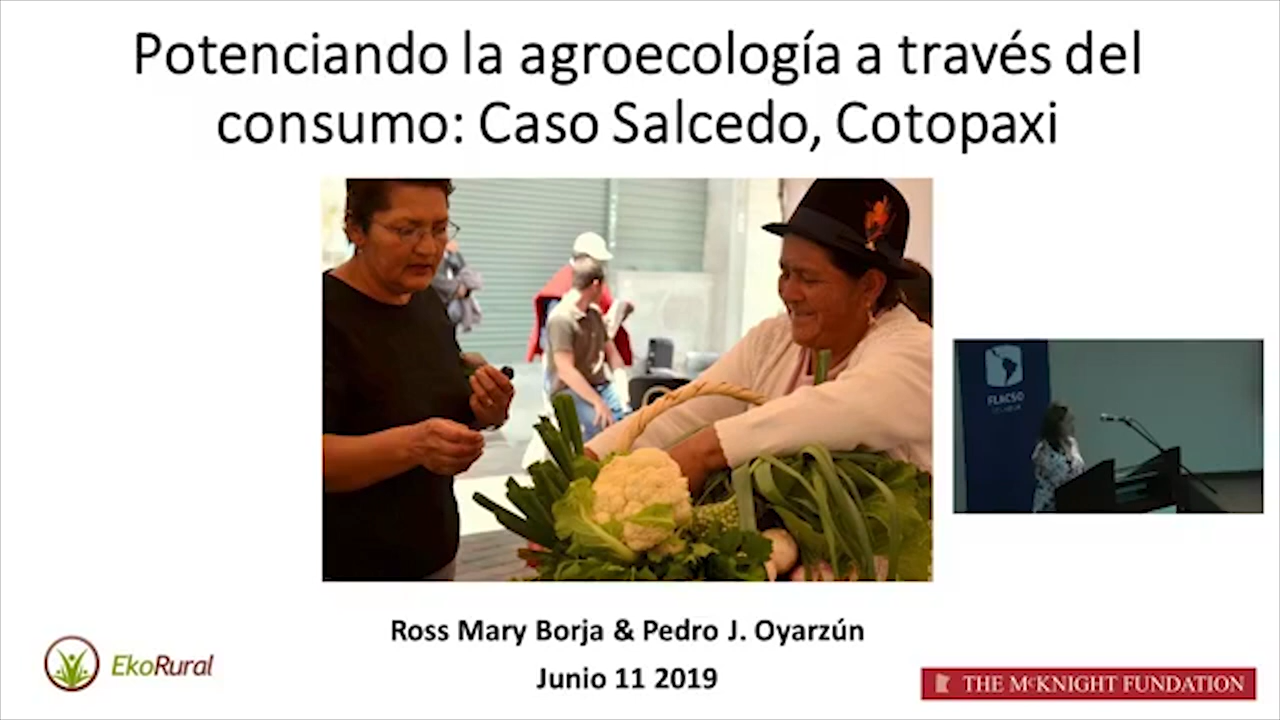 Potenciando la agroecología a través del
consumo: Caso Salcedo, Cotopaxi
FLACSO
Ross Mary Borja & Pedro J. Oyarzún
Junio 11 2019
EkoRural
THE McKNIGHT FUNDATION